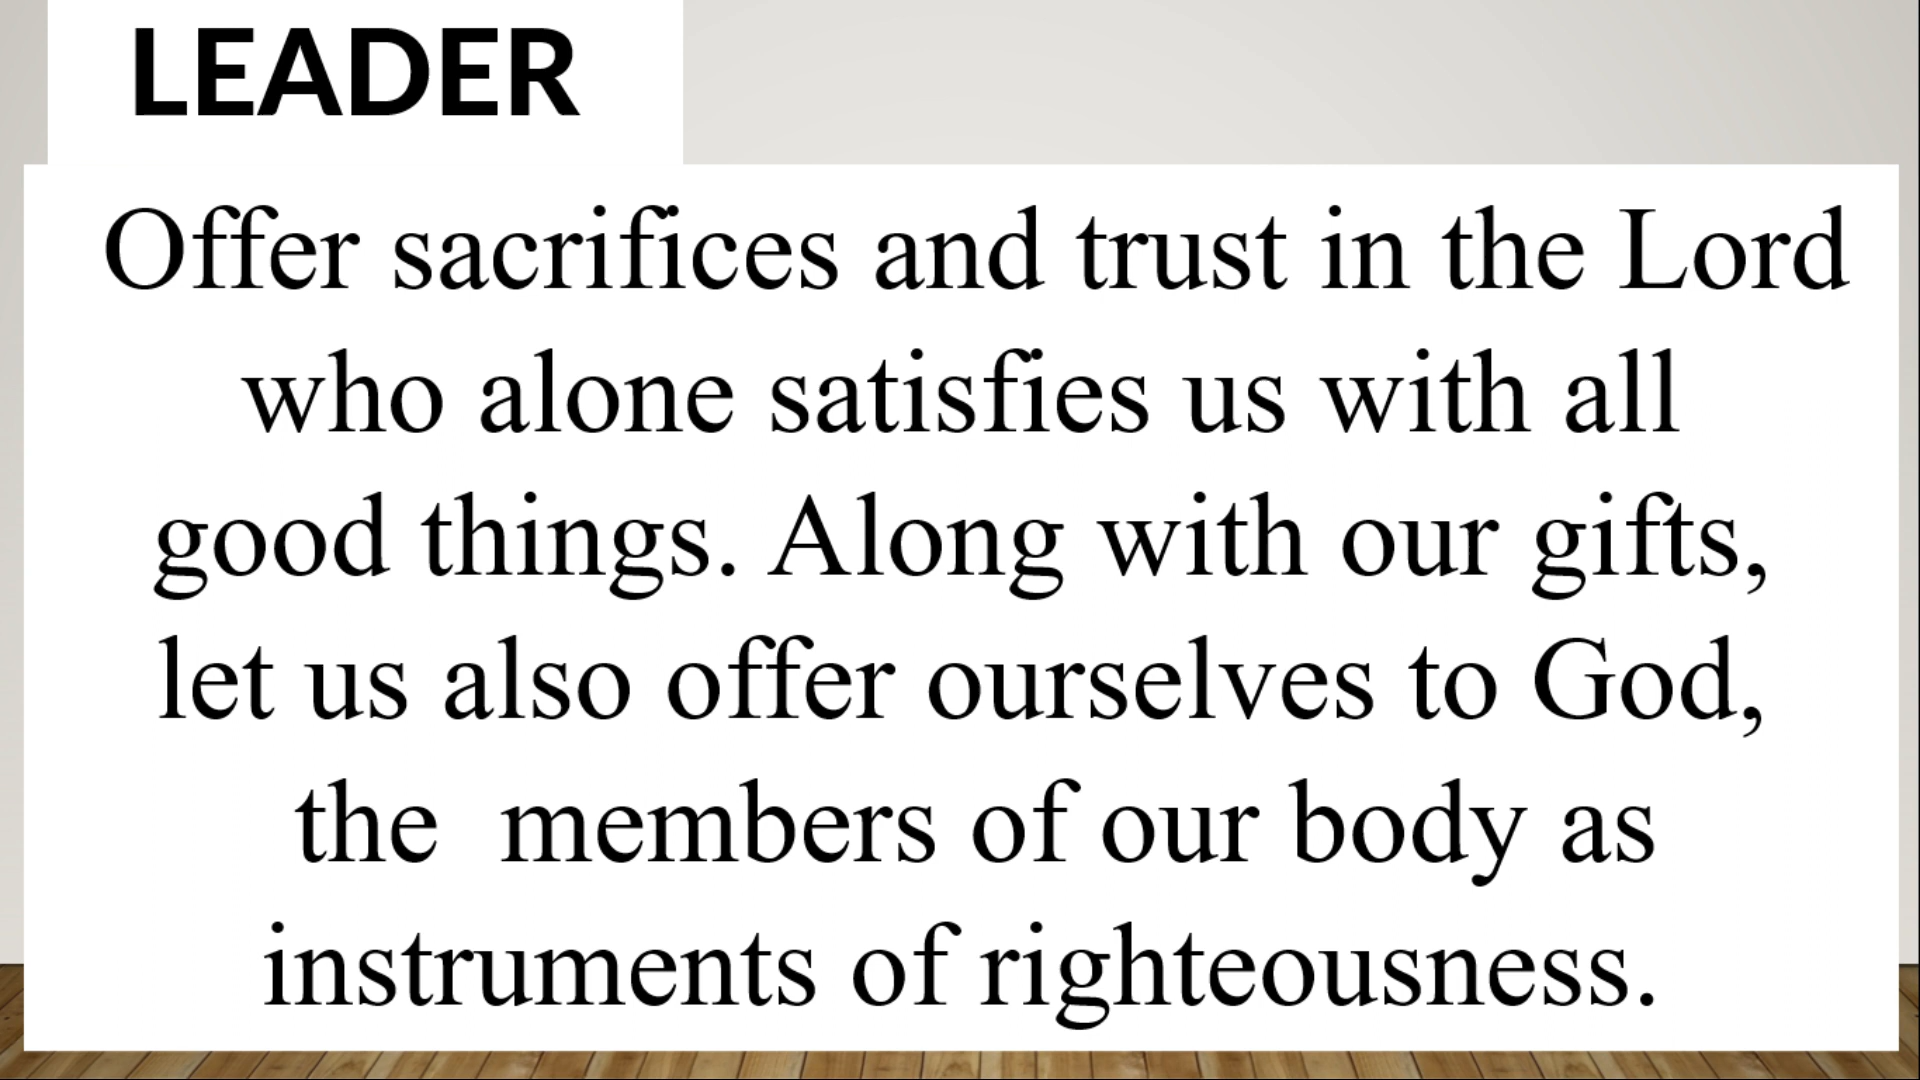 LEADER
Offer sacrifices and trust in the Lord
who alone satisfies us with all
good things. Along with our gifts,
let us also offer ourselves to God,
the  members of our body as
instruments of righteousness.